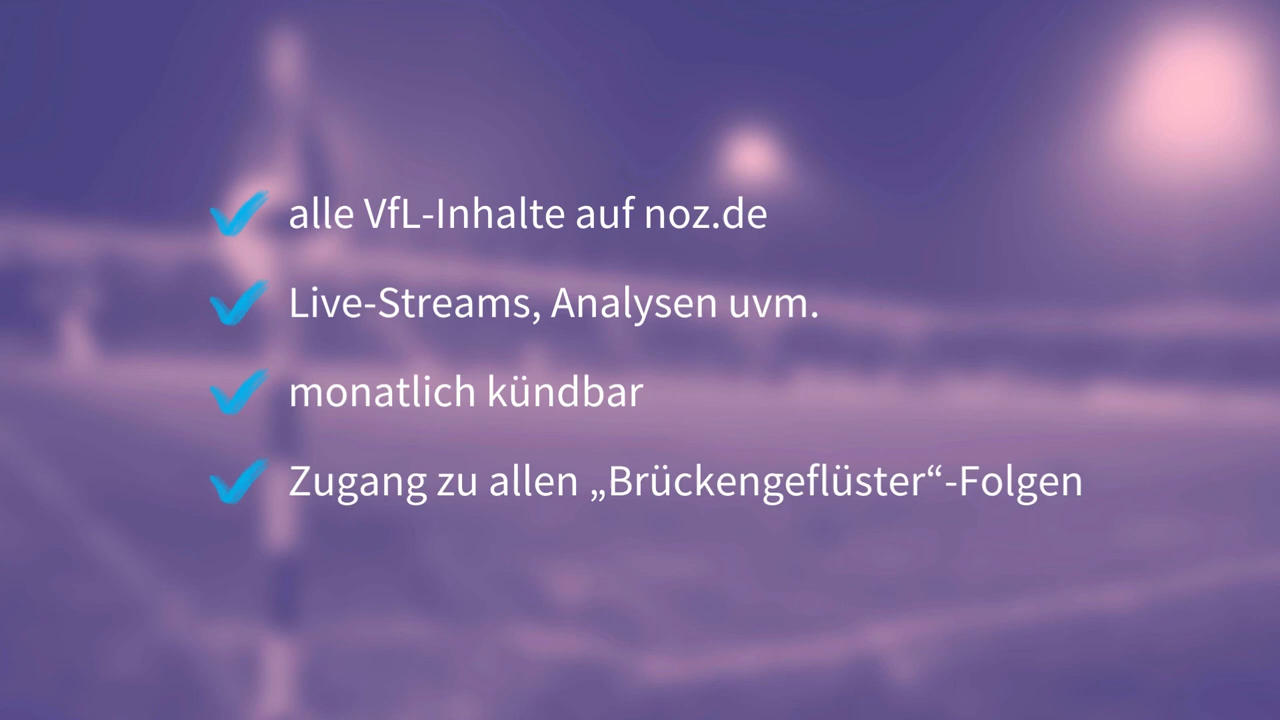 alle VfL-Inhalte auf noz.de
Live-Streams, Analysen uvm.
monatlich kündbar
Zugang zu allen „Brückengeflüster“-Folgen